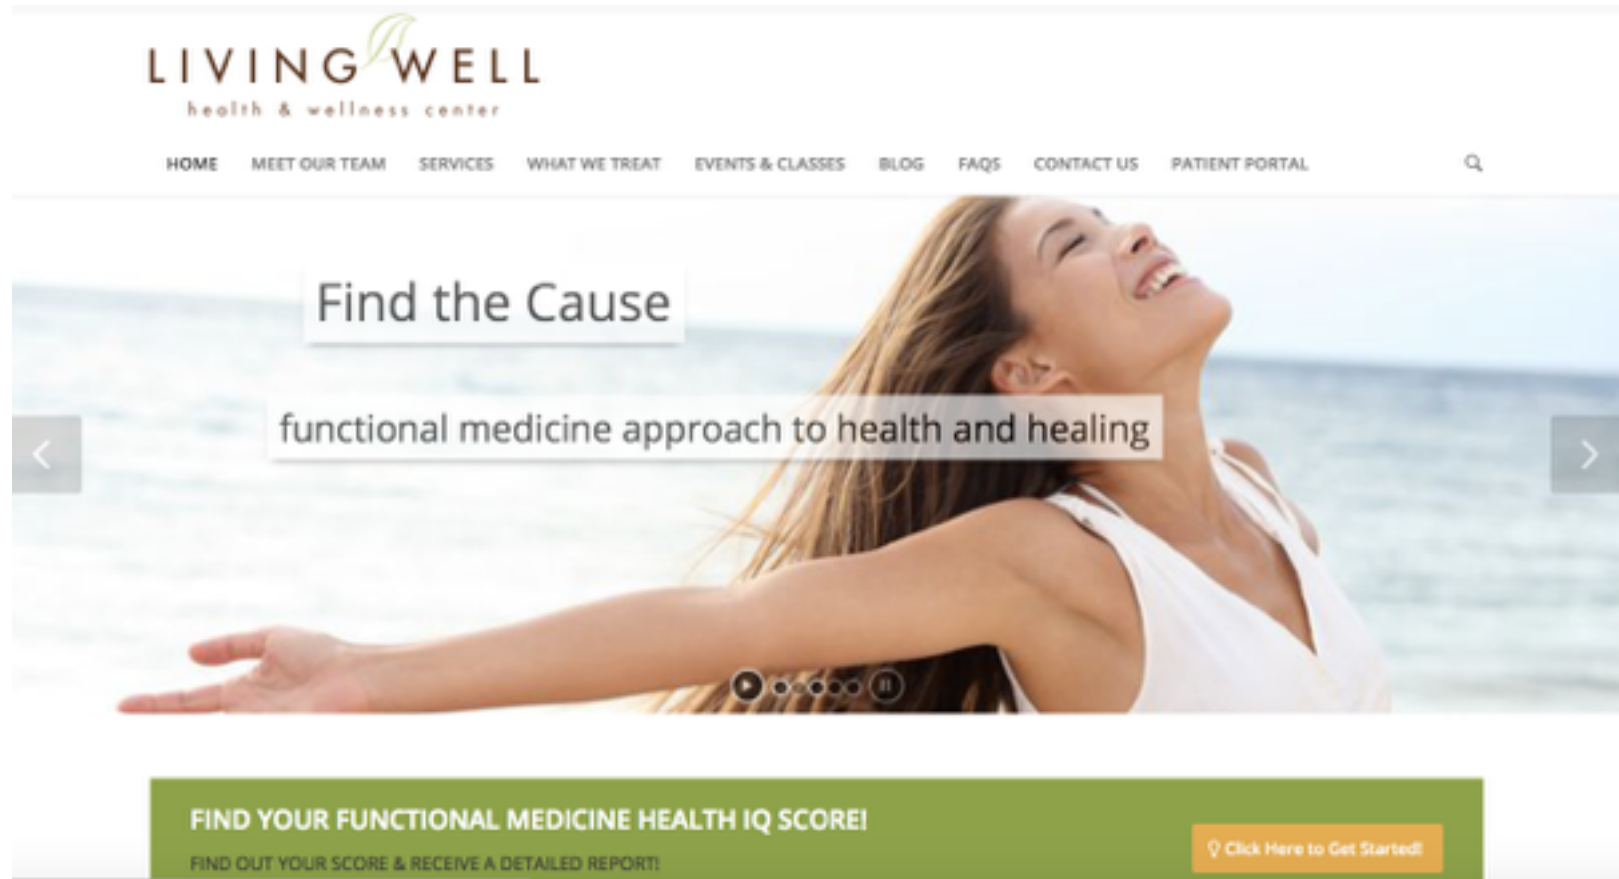 LIVING WELL
health & wellness center
HOME MEET OUR TEAM SERVICES WHAT WE TREAT EVENTS & CLASSES BLOG FAQS CONTACT US PATIENT PORTAL
Find the Cause
functional medicine approach to health and healing
FIND YOUR FUNCTIONAL MEDICINE HEALTH IQ SCORE!
FIND OUT YOUR SCORE & RECEIVE A DETAILED REPORT!
Click Here to Get Started!